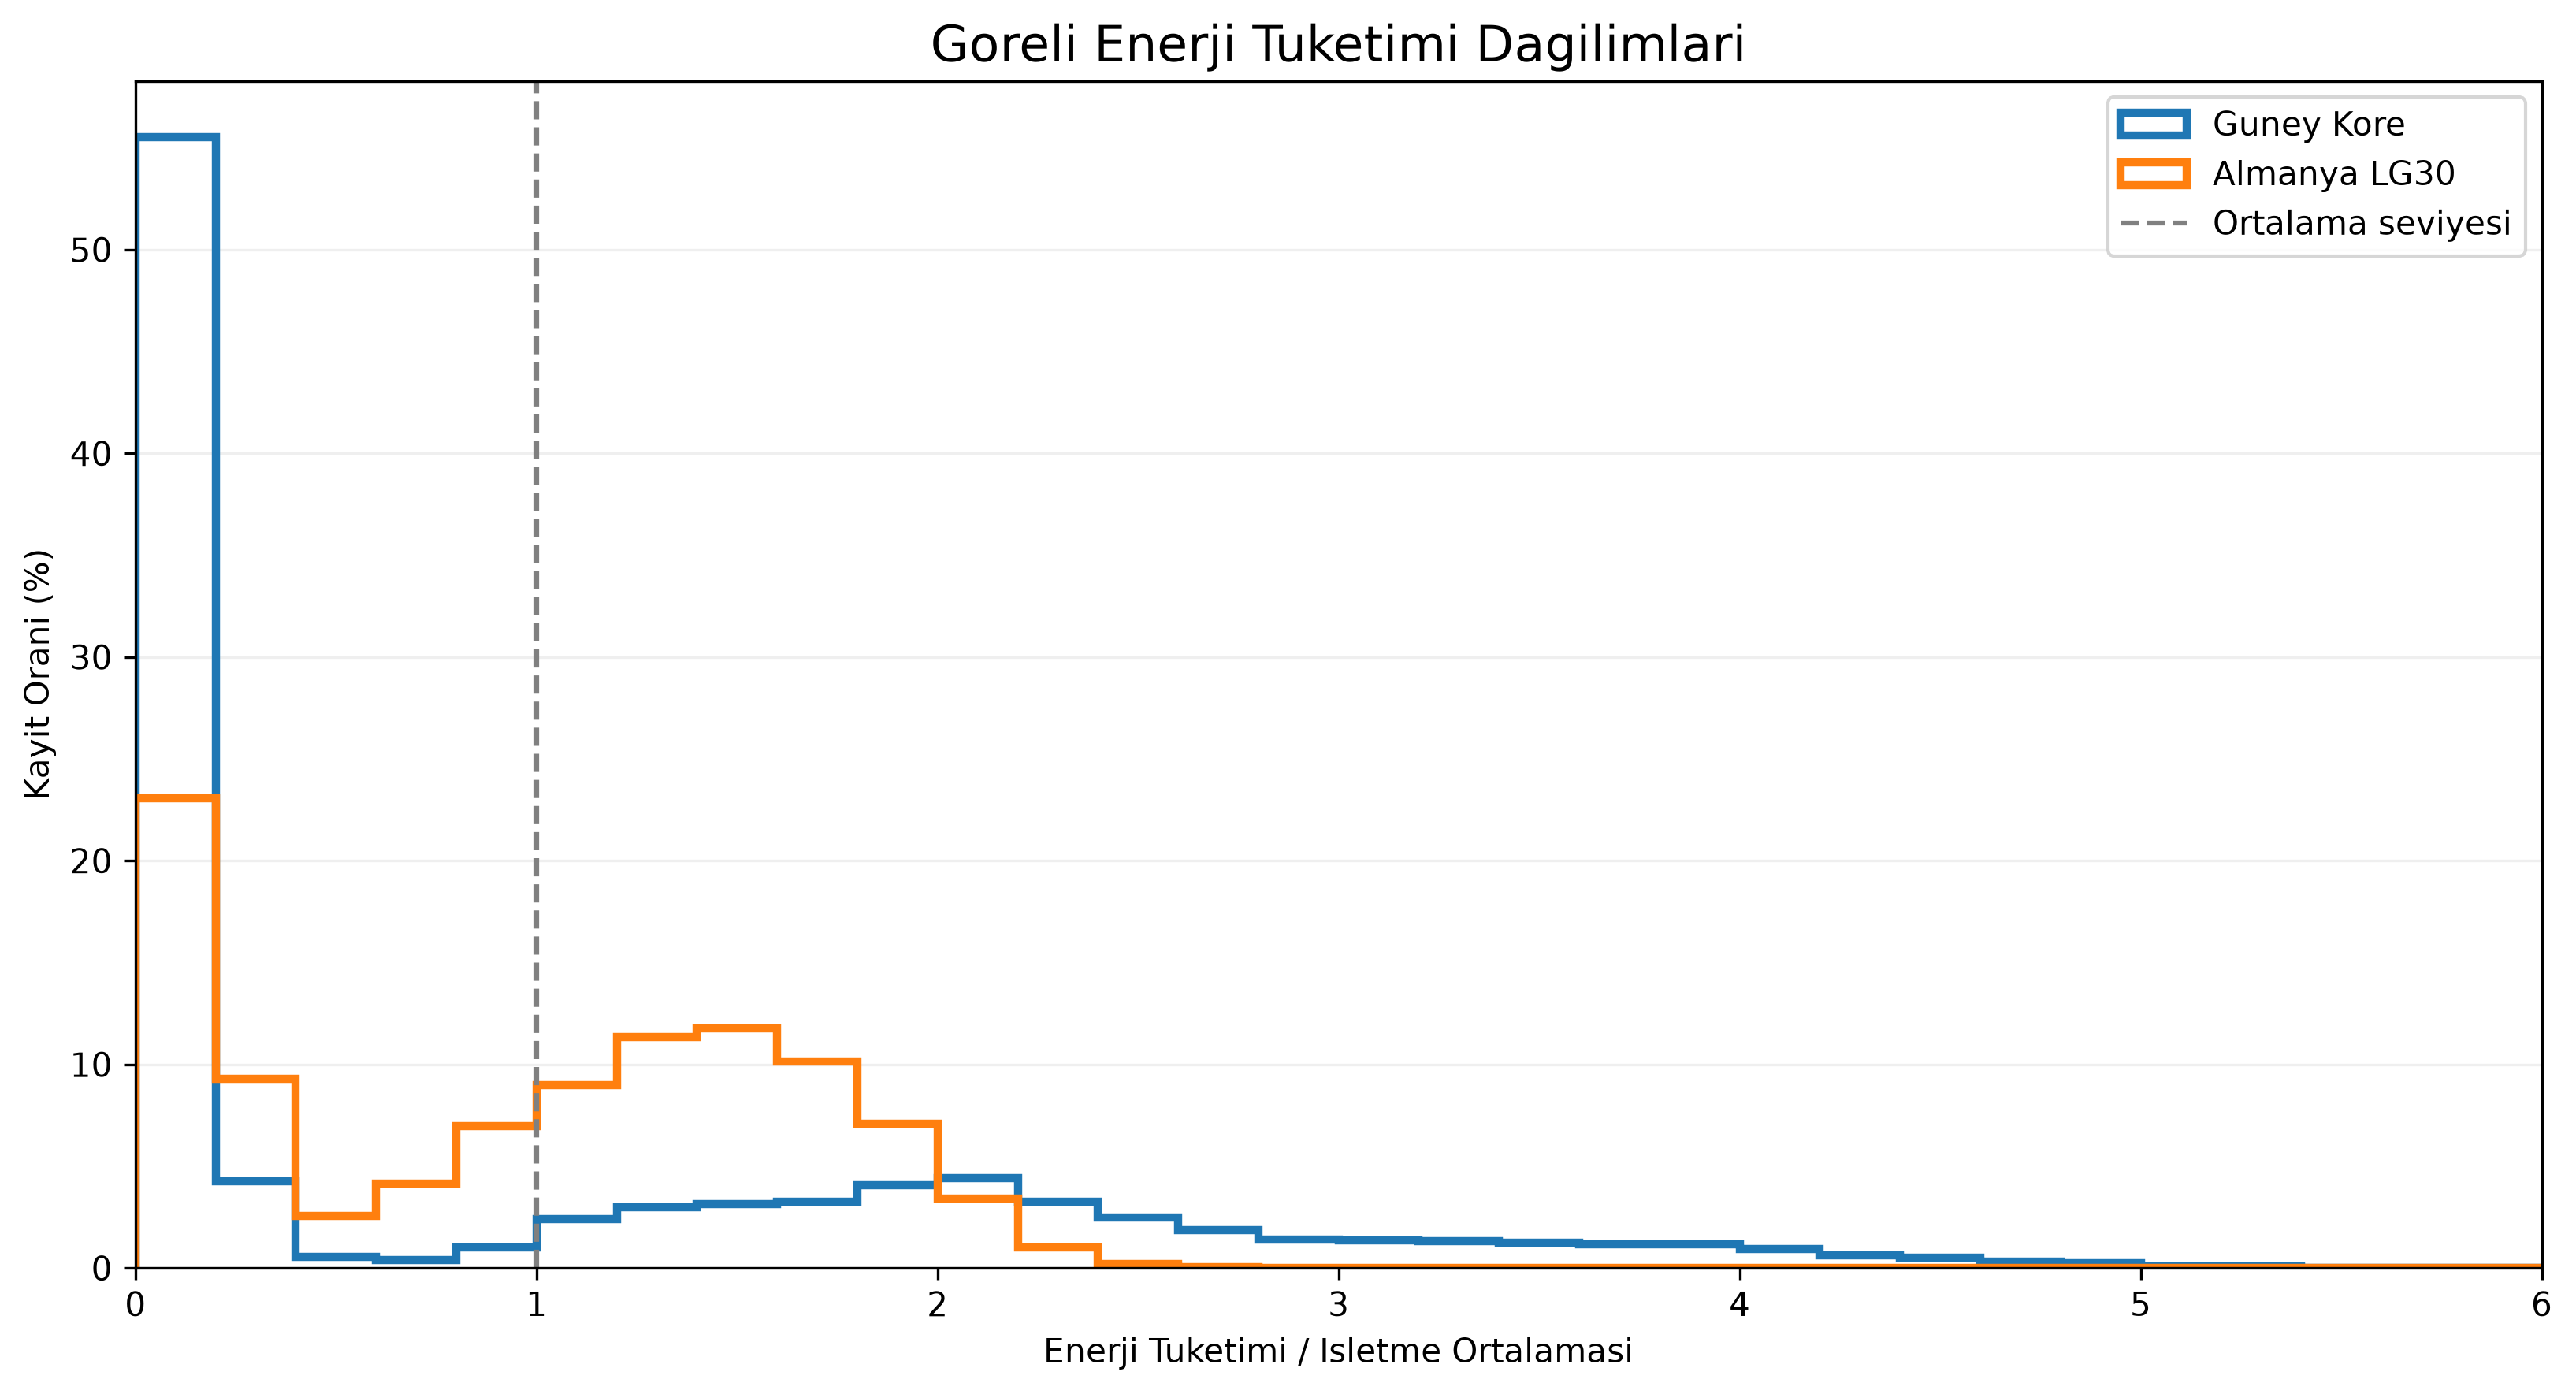 Goreli Enerji Tuketimi Dagilimlari
Guney Kore
Almanya LG30
Ortalama seviyesi
Kayit Orani (%)
50
40
30
20
10
0
0 1 2 3 4 5 6
Enerji Tuketimi / Isletme Ortalamasi